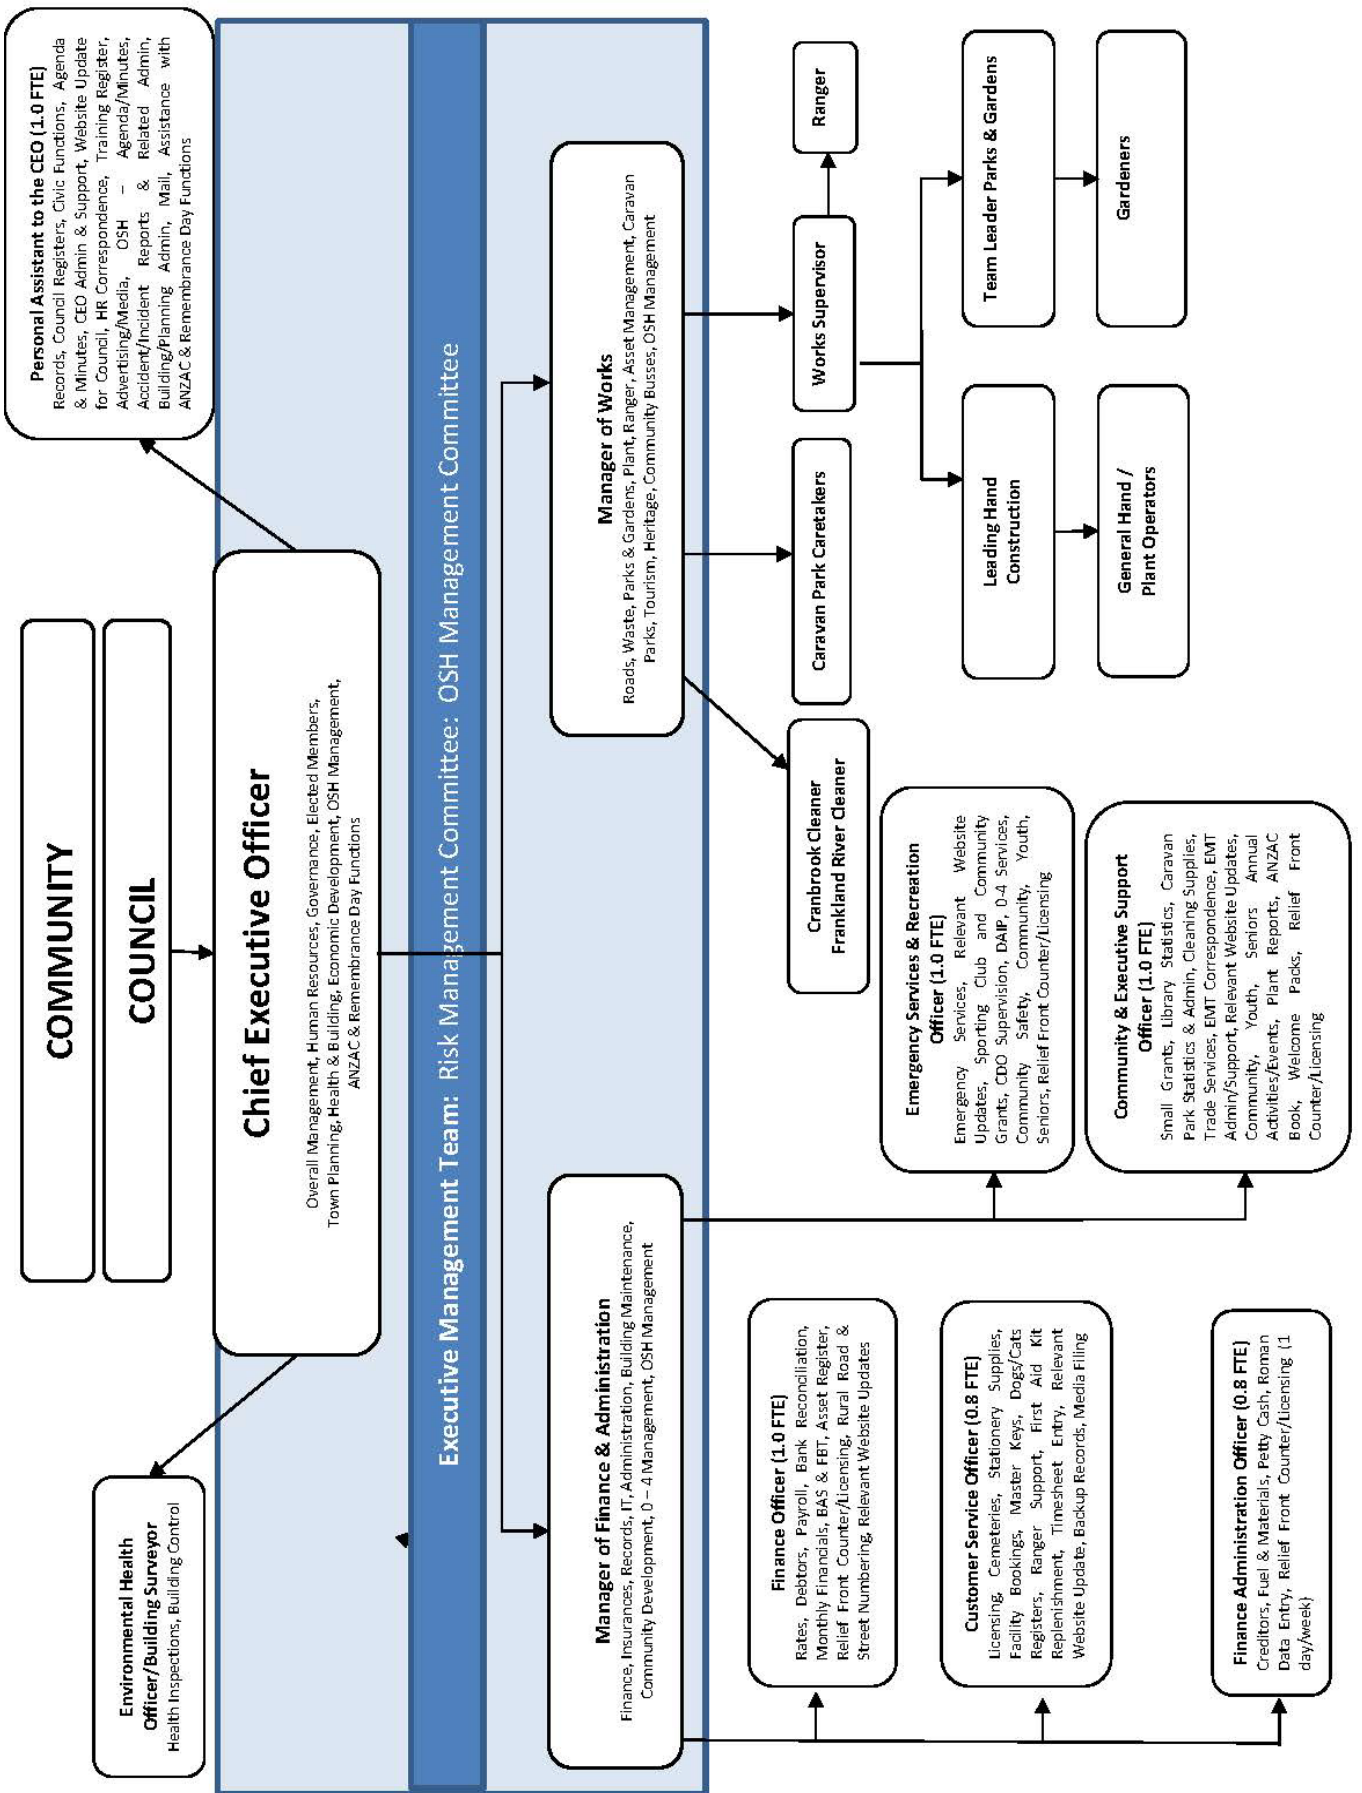 COMMUNITY
COUNCIL
Personal Assistant to the CEO (1.0 FTE)
Records, Council Registers, Civic Functions, Agenda
& Minutes, CEO Admin & Support, Website Update
for Council, HR Correspondence, Training Register,
Advertising/Media, OSH – Agenda/Minutes,
Accident/Incident Reports & Related Admin,
Building/Planning Admin, Mail, Assistance with
ANZAC & Remembrance Day Functions
Environmental Health
Officer/Building Surveyor
Health Inspections, Building Control
Chief Executive Officer
Overall Management, Human Resources, Governance, Elected Members,
Town Planning, Health & Building, Economic Development, OSH Management,
ANZAC & Remembrance Day Functions
Executive Management Team: Risk Management Committee: OSH Management Committee
Manager of Finance & Administration
Finance, Insurances, Records, IT, Administration, Building Maintenance,
Community Development, 0 – 4 Management, OSH Management
Manager of Works
Roads, Waste, Parks & Gardens, Plant, Ranger, Asset Management, Caravan
Parks, Tourism, Heritage, Community Busses, OSH Management
Finance Officer (1.0 FTE)
Rates, Debtors, Payroll, Bank Reconciliation,
Monthly Financials, BAS & FBT, Asset Register,
Relief Front Counter/Licensing, Rural Road &
Street Numbering, Relevant Website Updates
Customer Service Officer (0.8 FTE)
Licensing, Cemeteries, Stationery Supplies,
Facility Bookings, Master Keys, Dogs/Cats
Registers, Ranger Support, First Aid Kit
Replenishment, Timesheet Entry, Relevant
Website Update, Backup Records, Media Filing
Finance Administration Officer (0.8 FTE)
Creditors, Fuel & Materials, Petty Cash, Roman
Data Entry, Relief Front Counter/Licensing (1
day/week)
Emergency Services & Recreation
Officer (1.0 FTE)
Emergency Services, Relevant Website
Updates, Sporting Club and Community
Grants, CDO Supervision, DAIP, 0-4 Services,
Community Safety, Community, Youth,
Seniors, Relief Front Counter/Licensing
Community & Executive Support
Officer (1.0 FTE)
Small Grants, Library Statistics, Caravan
Park Statistics & Admin, Cleaning Supplies,
Trade Services, EMT Correspondence, EMT
Admin/Support, Relevant Website Updates,
Community, Youth, Seniors Annual
Activities/Events, Plant Reports, ANZAC
Book, Welcome Packs, Relief Front
Counter/Licensing
Cranbrook Cleaner
Frankland River Cleaner
Caravan Park Caretakers
Works Supervisor
Ranger
Leading Hand
Construction
Team Leader Parks & Gardens
General Hand /
Plant Operators
Gardeners